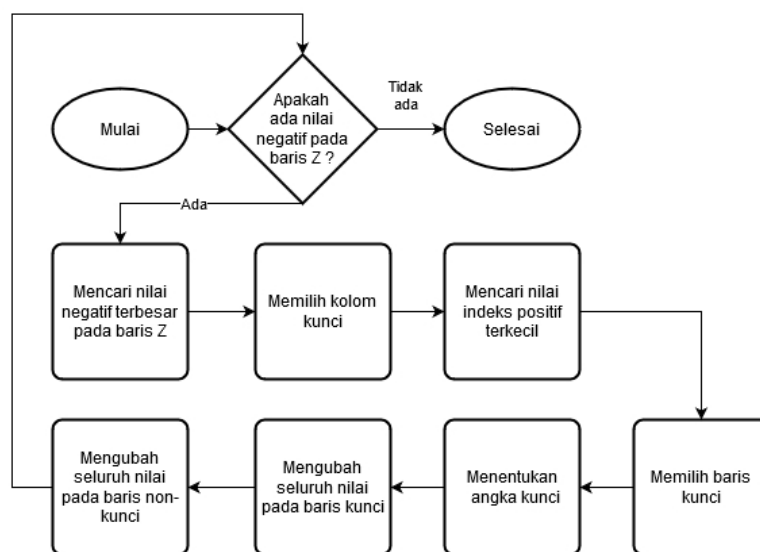 Mulai
Apakah
ada nilai
negatif pada
baris Z ?
Tidak
ada
Selesai
Ada
Mencari nilai
negatif terbesar
pada baris Z
Memilih kolom
kunci
Mencari nilai
indeks positif
terkecil
Memilih baris
kunci
Menentukan
angka kunci
Mengubah
seluruh nilai
pada baris kunci
Mengubah
seluruh nilai
pada baris non-
kunci